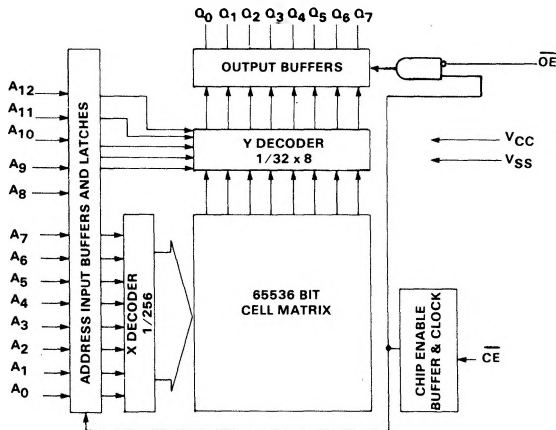 Q0 Q1 Q2 Q3 Q4 Q5 Q6 Q7
OUTPUT BUFFERS
OE
A12
A11
A10
A9
A8
A7
A6
A5
A4
A3
A2
A1
A0
ADDRESS INPUT BUFFERS AND LATCHES
Y DECODER
1/32 x 8
VCC
VSS
X DECODER
1/256
65536 BIT
CELL MATRIX
CHIP ENABLE
BUFFER & CLOCK
CE